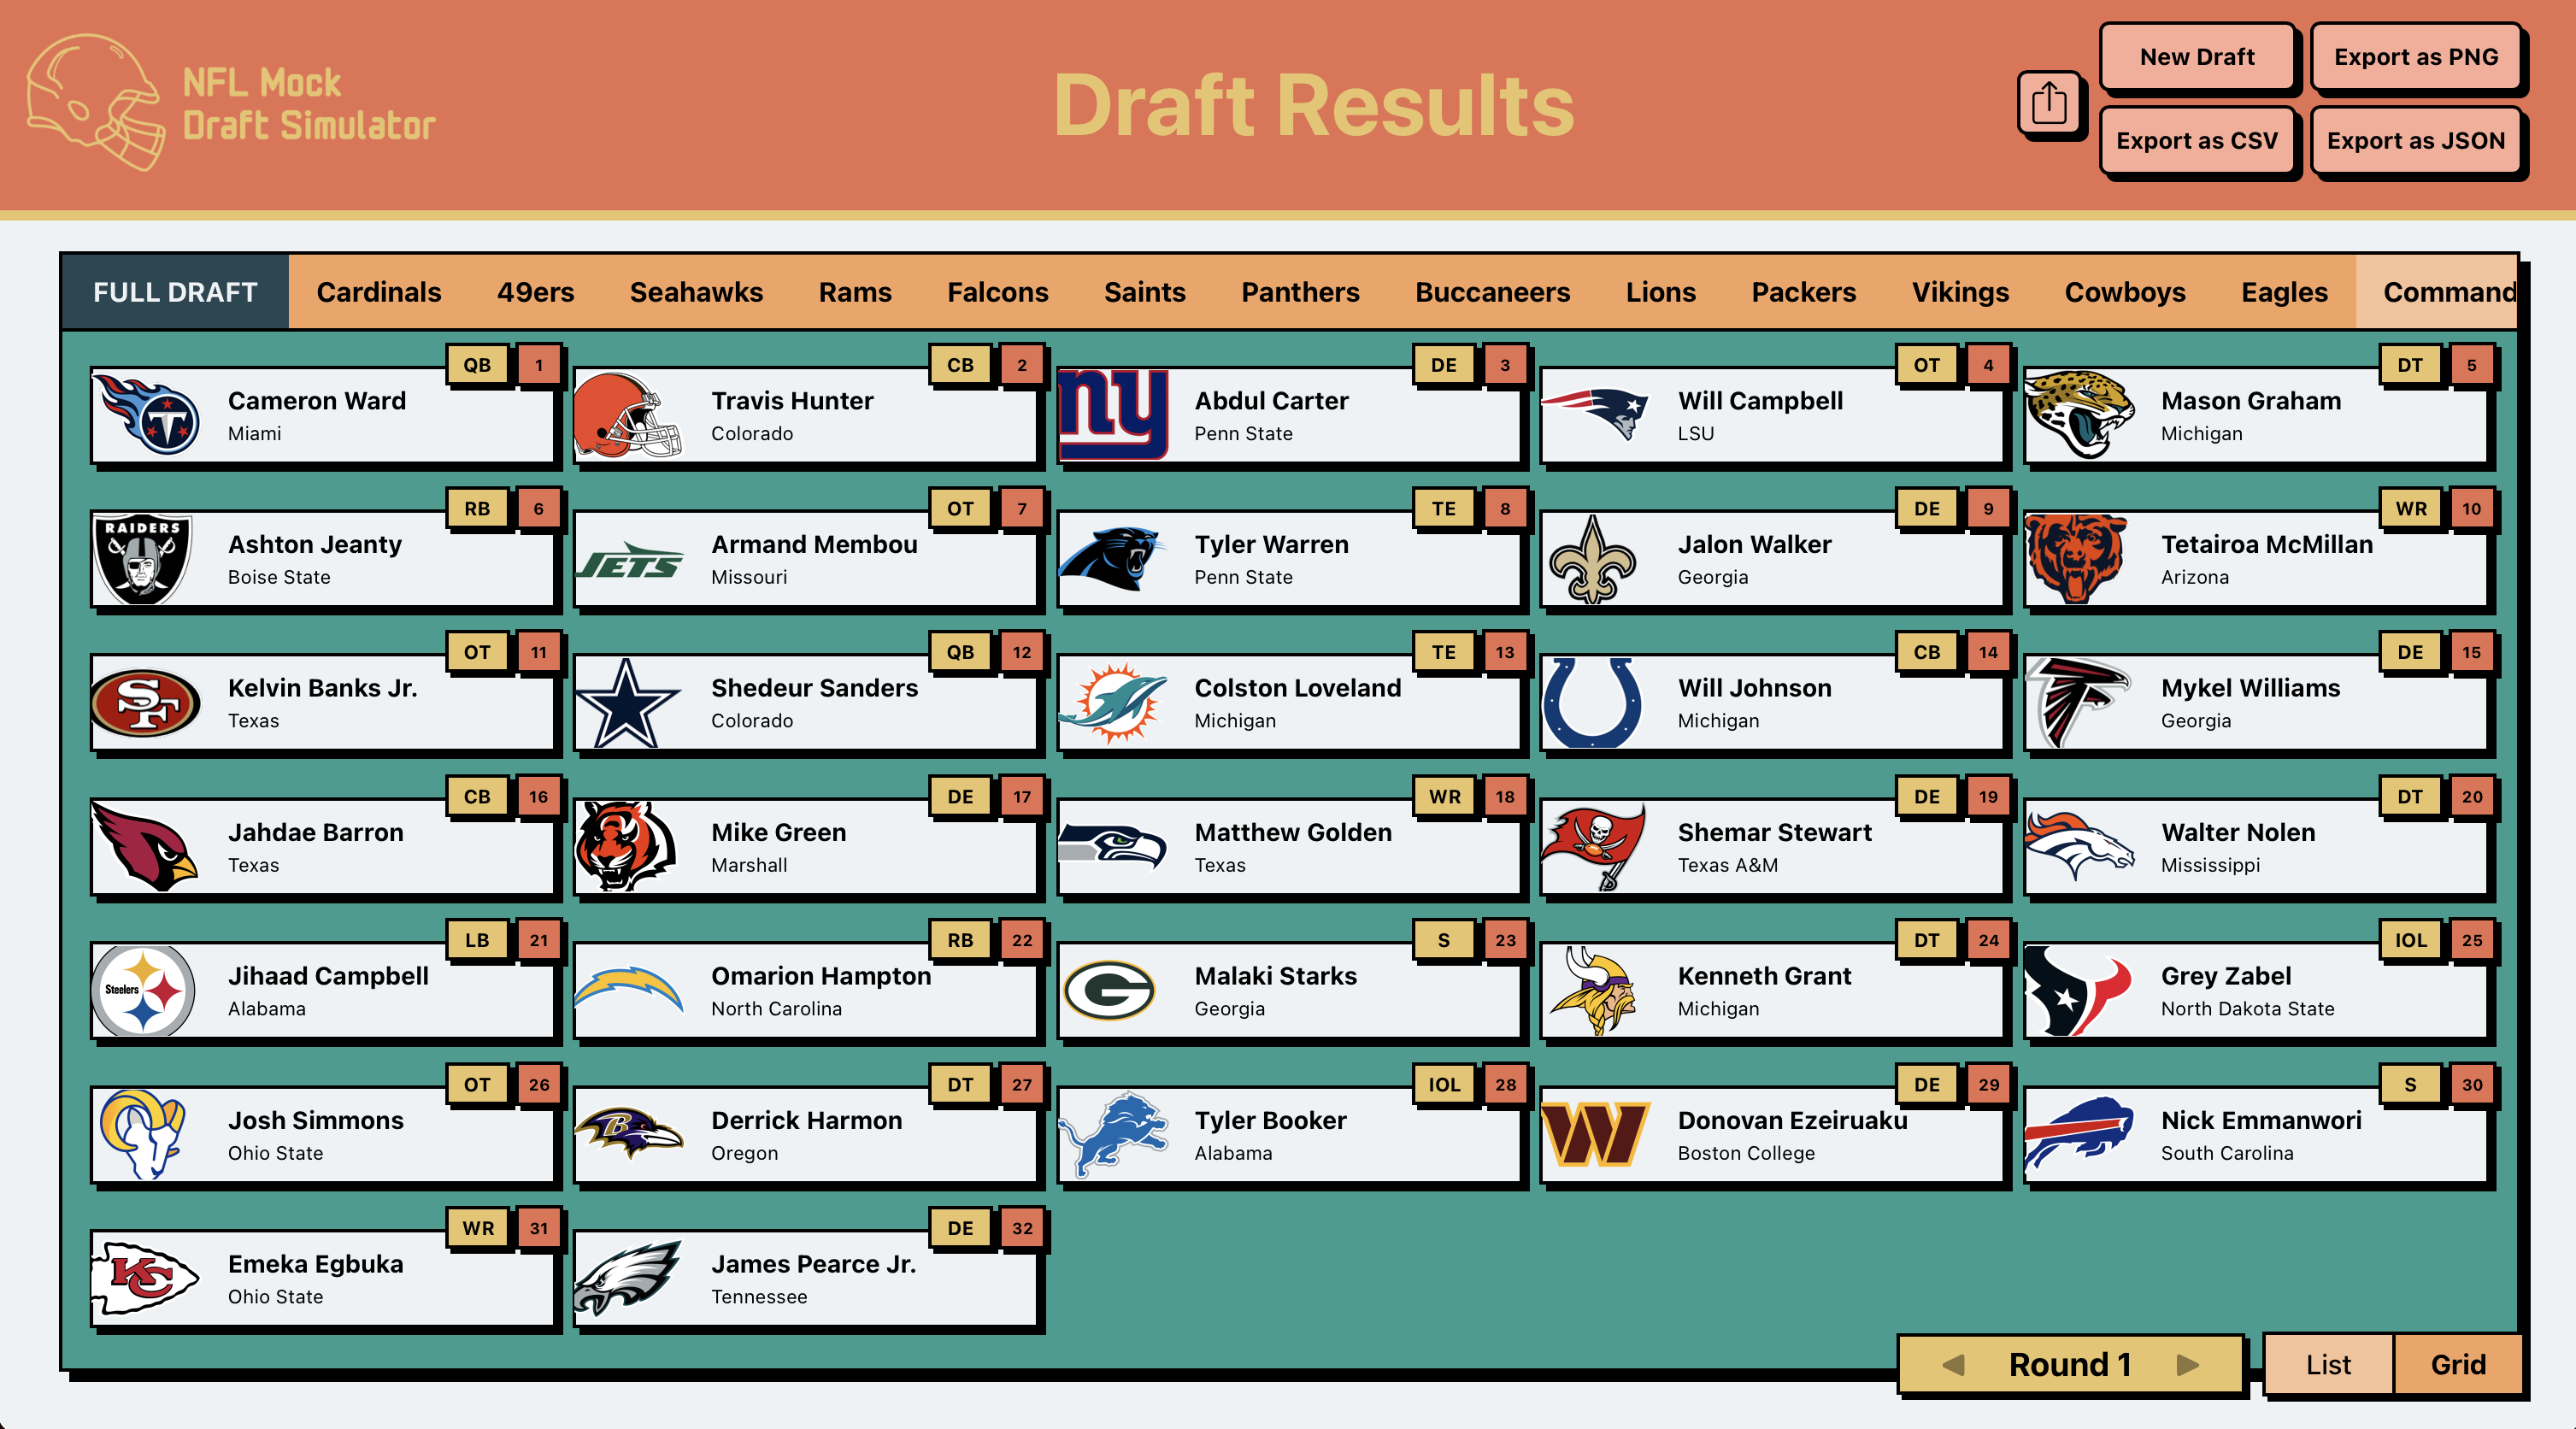 NFL Mock
Draft Simulator
Draft Results
New Draft
Export as PNG
Export as CSV
Export as JSON
FULL DRAFT Cardinals 49ers Seahawks Rams Falcons Saints Panthers Buccaneers Lions Packers Vikings Cowboys Eagles Command
QB 1
Cameron Ward
Miami
CB 2
Travis Hunter
Colorado
ny
DE 3
Abdul Carter
Penn State
OT 4
Will Campbell
LSU
DT 5
Mason Graham
Michigan
RAIDERS
RB 6
Ashton Jeanty
Boise State
JETS
OT 7
Armand Membou
Missouri
TE 8
Tyler Warren
Penn State
DE 9
Jalon Walker
Georgia
WR 10
Tetairoa McMillan
Arizona
SF
OT 11
Kelvin Banks Jr.
Texas
QB 12
Shedeur Sanders
Colorado
TE 13
Colston Loveland
Michigan
CB 14
Will Johnson
Michigan
DE 15
Mykel Williams
Georgia
CB 16
Jahdae Barron
Texas
DE 17
Mike Green
Marshall
WR 18
Matthew Golden
Texas
DE 19
Shemar Stewart
Texas A&M
DT 20
Walter Nolen
Mississippi
Steelers
LB 21
Jihaad Campbell
Alabama
RB 22
Omarion Hampton
North Carolina
G
S 23
Malaki Starks
Georgia
DT 24
Kenneth Grant
Michigan
IOL 25
Grey Zabel
North Dakota State
OT 26
Josh Simmons
Ohio State
B
DT 27
Derrick Harmon
Oregon
IOL 28
Tyler Booker
Alabama
W
DE 29
Donovan Ezeiruaku
Boston College
S 30
Nick Emmanwori
South Carolina
KC
WR 31
Emeka Egbuka
Ohio State
DE 32
James Pearce Jr.
Tennessee
Round 1
List
Grid